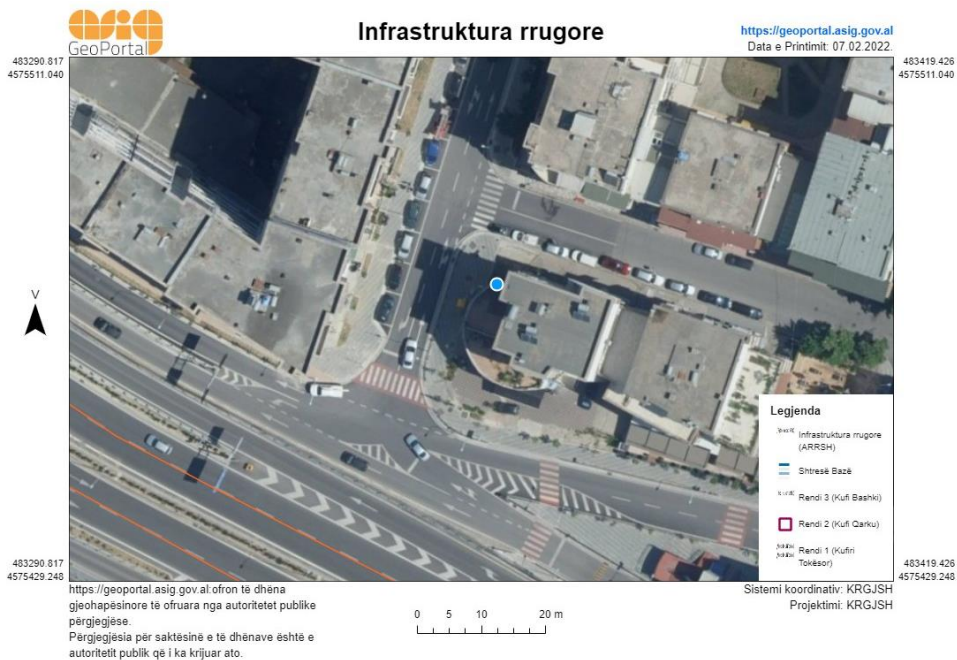 asig
GeoPortal
Infrastruktura rrugore
https://geoportal.asig.gov.al
Data e Printimit: 07.02.2022.
483290.817
4575511.040
483419.426
4575511.040
V
Legjenda
Infrastruktura rrugore
(ARRSH)
Shtresë Bazë
Rendi 3 (Kufi Bashki)
Rendi 2 (Kufi Qarku)
Rendi 1 (Kufiri
Tokësor)
483290.817
4575429.248
483419.426
4575429.248
https://geoportal.asig.gov.al:ofron të dhëna
gjeohapësinore të ofruara nga autoritetet publike
përgjegjëse.
Përgjegjësia për saktësinë e të dhënave është e
autoritetit publik që i ka krijuar ato.
0 5 10 20 m
Sistemi koordinativ: KRGJSH
Projektimi: KRGJSH